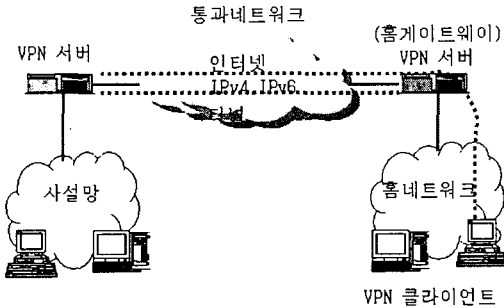 통과네트워크
(홈게이트웨이)
VPN 서버
VPN 서버
인터넷
IPv4 IPv6
터널
사설망
홈네트워크
VPN 클라이언트